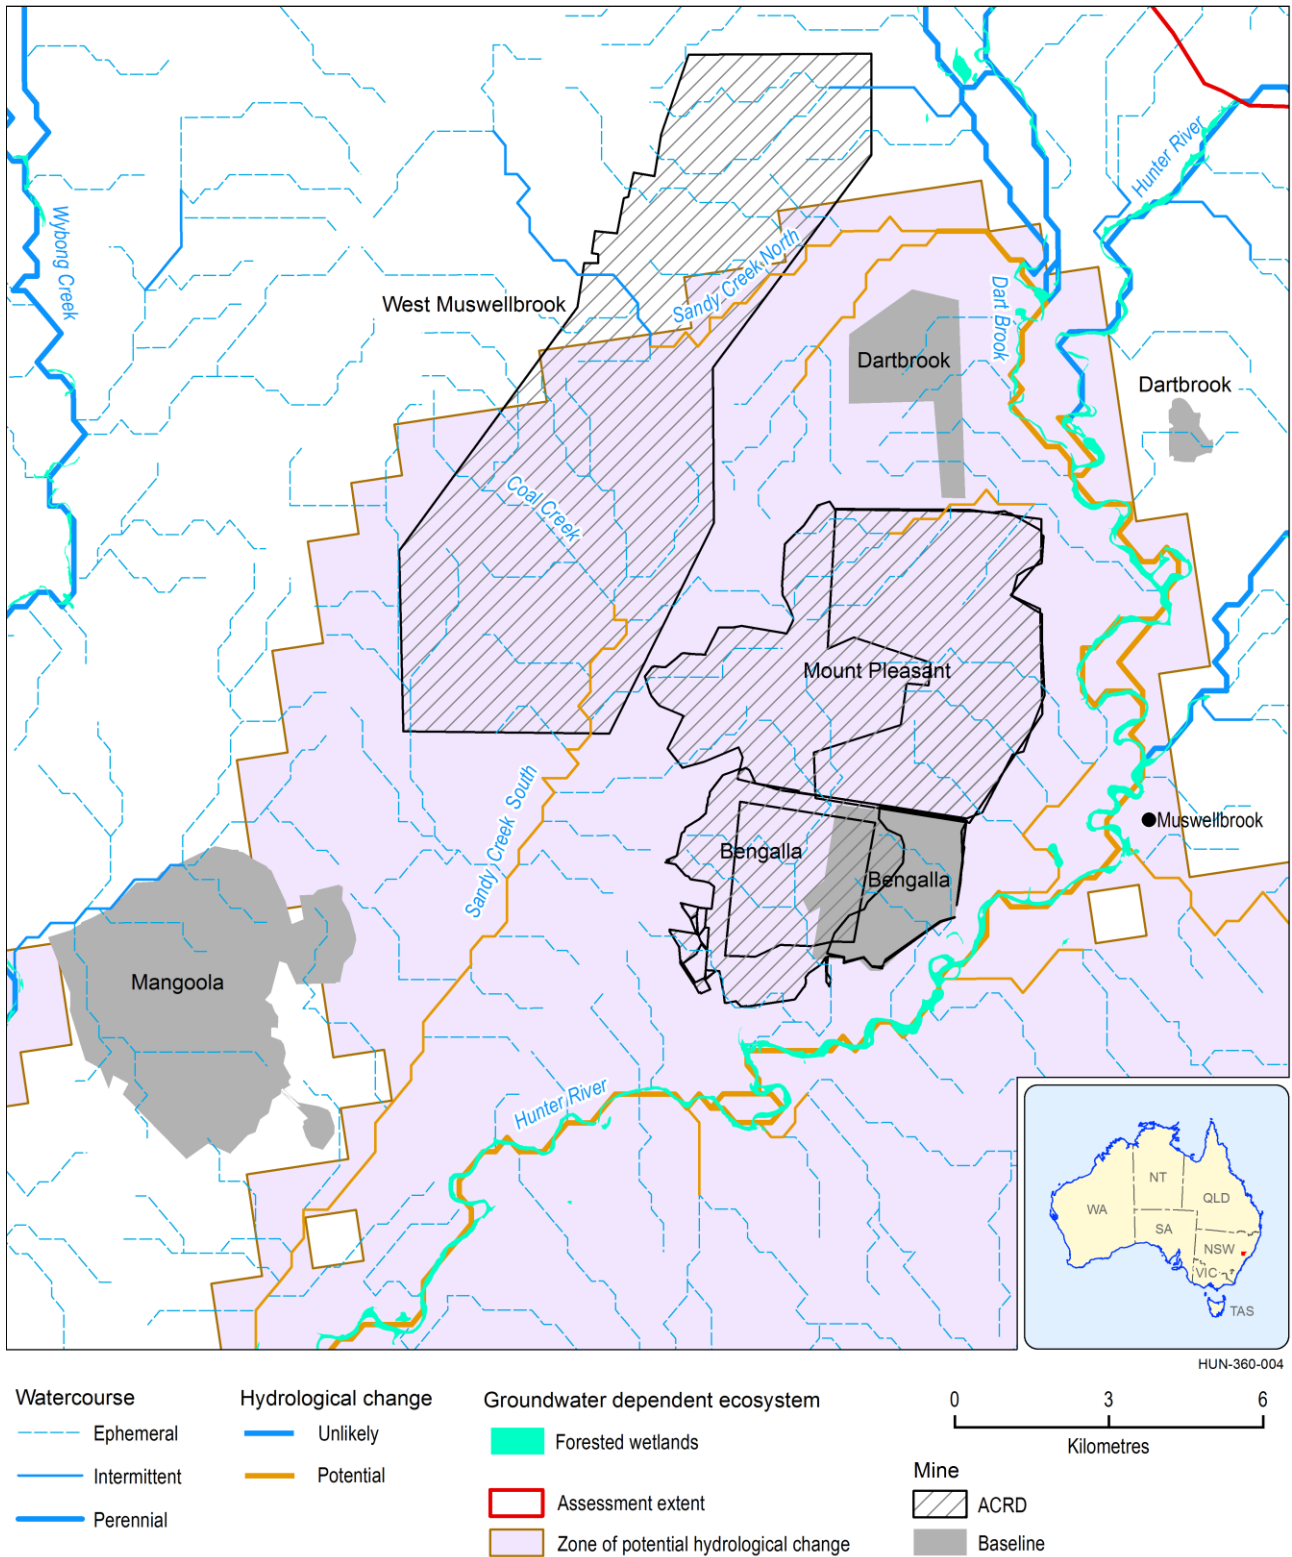 Hunter River
Wybong Creek
Sandy Creek North
West Muswellbrook
Dart Brook
Dartbrook
Dartbrook
Coal Creek
Mount Pleasant
Sandy Creek South
Muswellbrook
Bengalla
Bengalla
Mangoola
Hunter River
NT
QLD
WA
SA
NSW
VIC
TAS
HUN-360-004
Watercourse
Ephemeral
Intermittent
Perennial
Hydrological change
Unlikely
Potential
Groundwater dependent ecosystem
Forested wetlands
Assessment extent
Zone of potential hydrological change
0 3 6
Kilometres
Mine
ACRD
Baseline